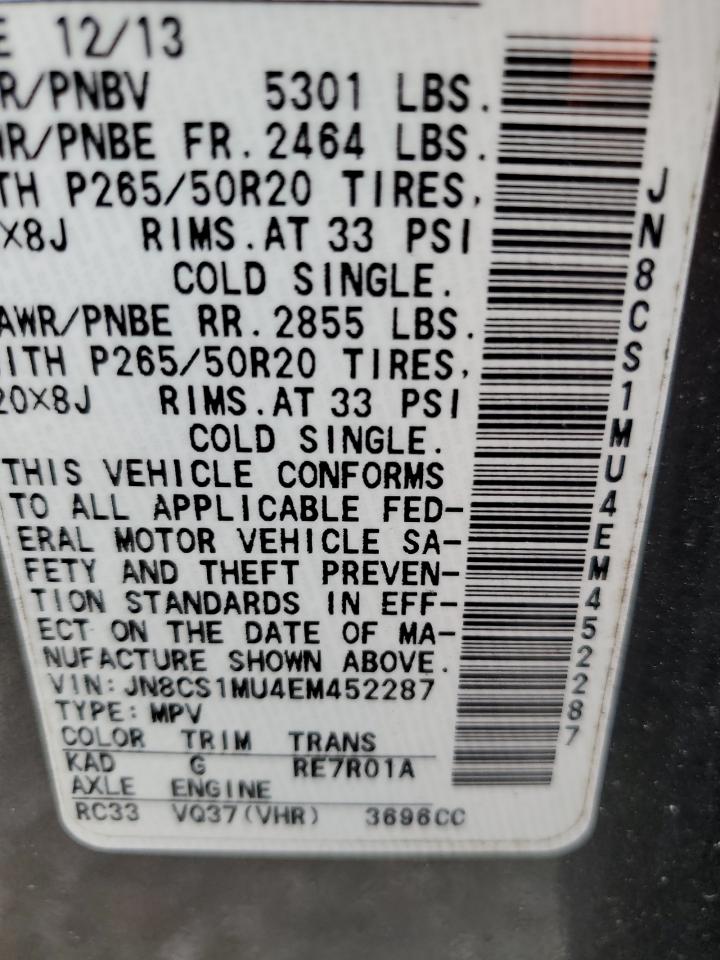 E 12/13
R/PNBV 5301 LBS.
R/PNBE FR. 2464 LBS.
ITH P265/50R20 TIRES,
X8J RIMS. AT 33 PSI
COLD SINGLE.
AWR/PNBE RR. 2855 LBS.
ITH P265/50R20 TIRES,
20X8J RIMS. AT 33 PSI
COLD SINGLE.
THIS VEHICLE CONFORMS
TO ALL APPLICABLE FED-
ERAL MOTOR VEHICLE SA-
FETY AND THEFT PREVEN-
TION STANDARDS IN EFF-
ECT ON THE DATE OF MA-
NUFACTURE SHOWN ABOVE.
VIN: JN8CS1MU4EM452287
TYPE: MPV
COLOR TRIM TRANS
KAD G RE7R01A
AXLE ENGINE
RC33 VQ37(VHR) 3696CC
JN8CS1MU4EM452287